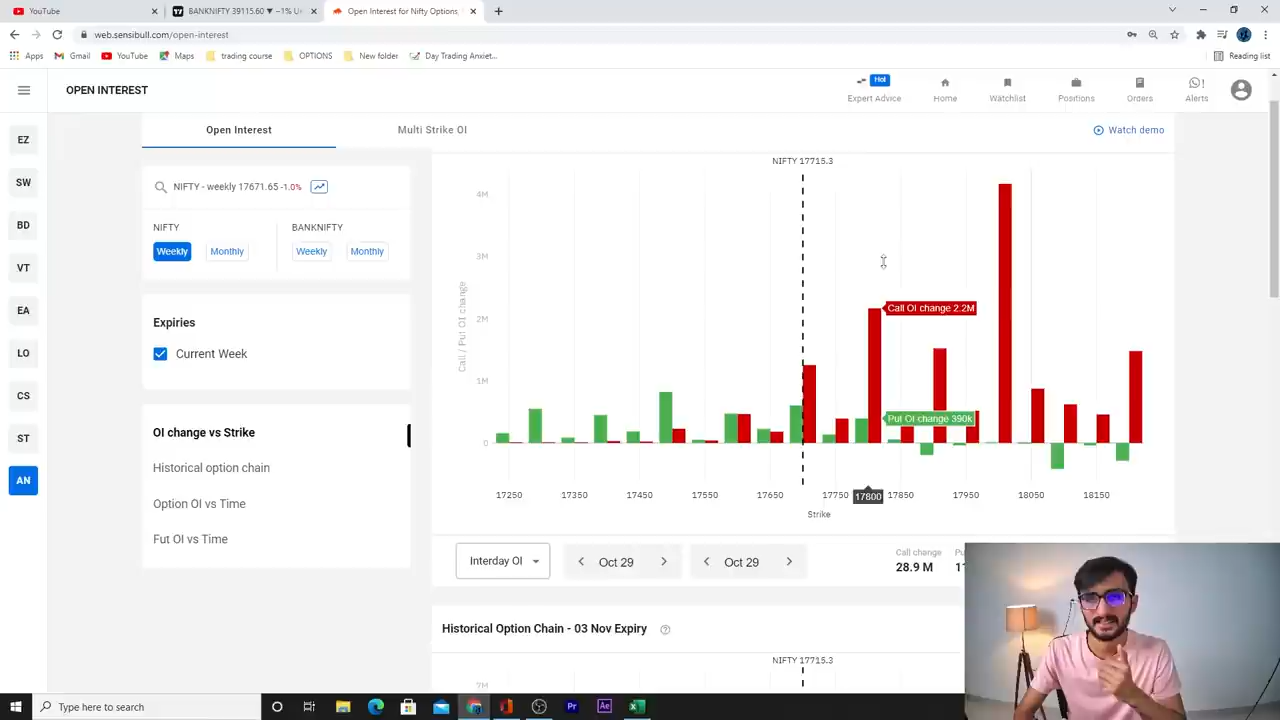 YouTube
BANKNIFTY 39115.60 ▼ −1% U
Open Interest for Nifty Options,
web.sensibull.com/open-interest
Apps
Gmail
YouTube
Maps
trading course
OPTIONS
New folder
Day Trading Anxiet...
Reading list
OPEN INTEREST
Hot
Expert Advice
Home
Watchlist
Positions
Orders
Alerts
EZ
SW
BD
VT
EA
LO
CS
ST
AN
Open Interest
Multi Strike OI
Watch demo
NIFTY - weekly 17671.65 -1.0%
NIFTY
BANKNIFTY
Weekly
Monthly
Weekly
Monthly
Expiries
Current Week
OI change vs Strike
Historical option chain
Option OI vs Time
Fut OI vs Time
NIFTY 17715.3
4M
3M
2M
1M
0
Call / Put OI change
Call OI change 2.2M
Put OI change 390k
17250
17350
17450
17550
17650
17750
17800
17850
17950
18050
18150
Strike
Interday OI
Oct 29
Oct 29
Call change
28.9 M
Historical Option Chain - 03 Nov Expiry
NIFTY 17715.3
7M
Type here to search
Pr
Ae